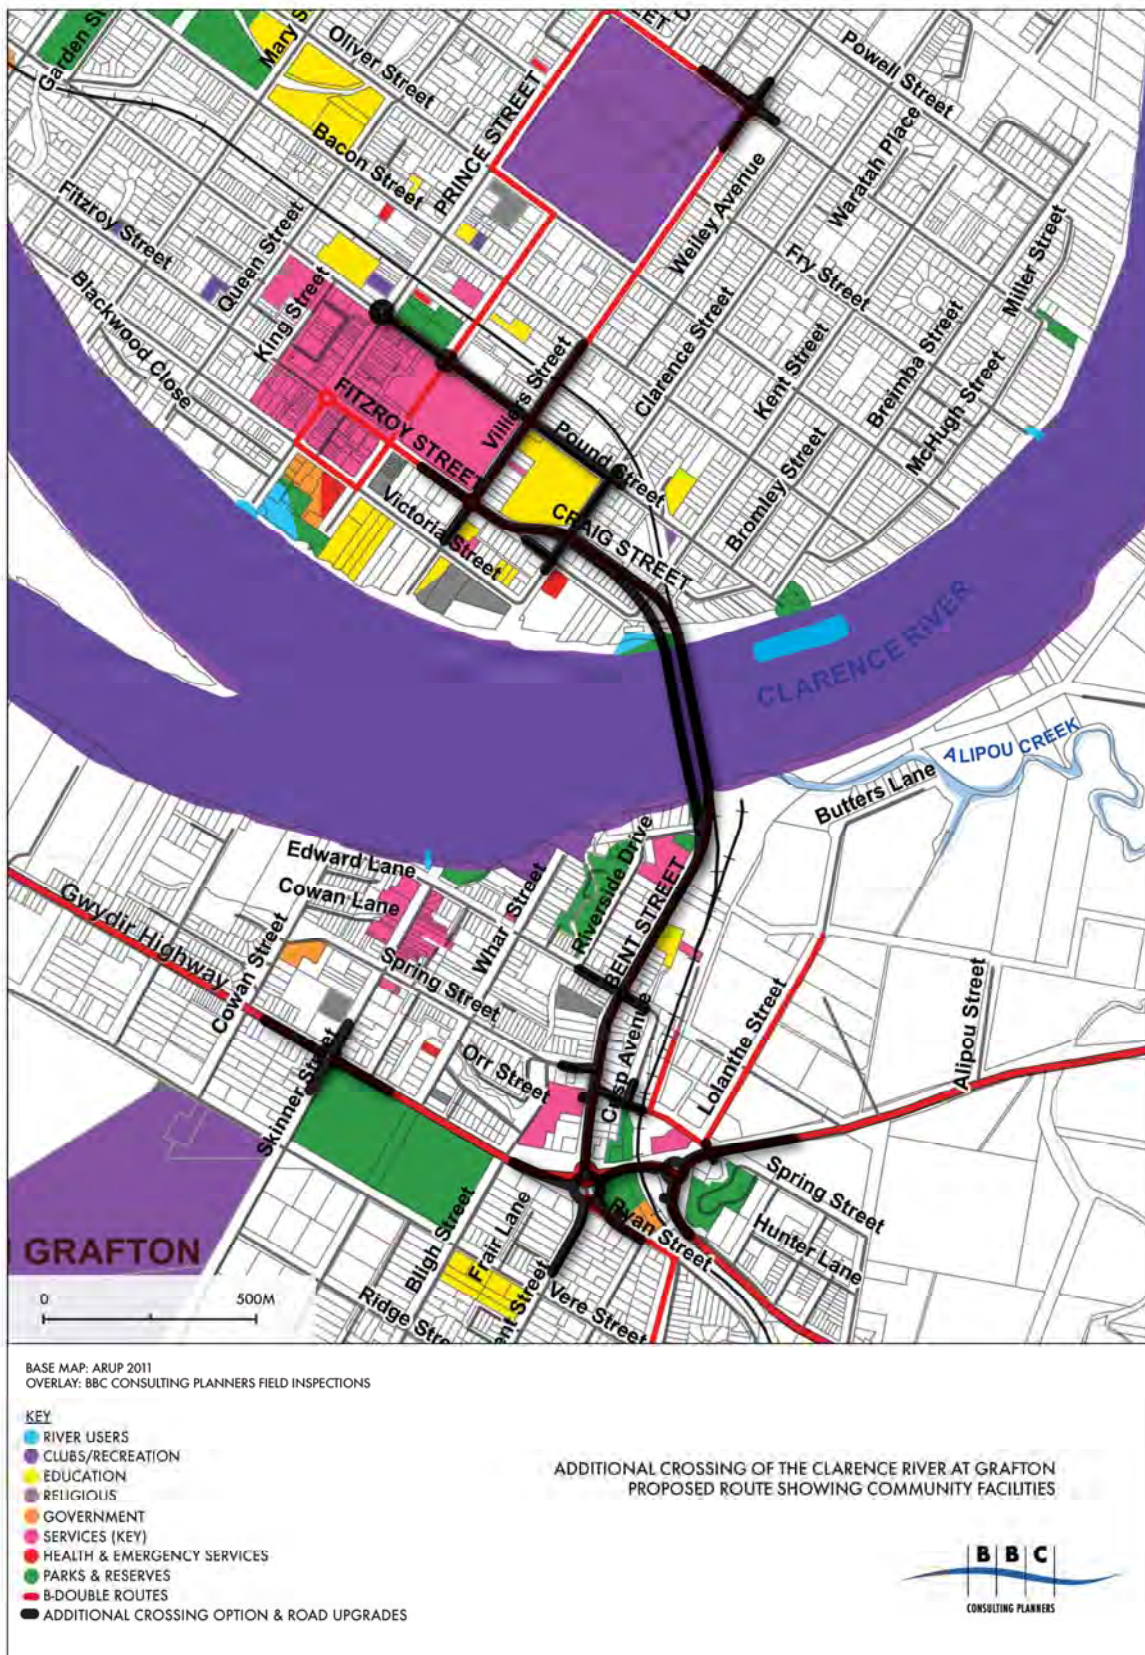 Garden St
Mary S
Oliver Street
Bacon Street
PRINCE STREET
Powell Street
Waratah Place
Weiley Avenue
Fry Street
Miller Street
Fitzroy Street
Queen Street
King Street
Blackwood Close
Clarence Street
Kent Street
Breimba Street
McHugh Street
FITZROY STREET
Villiers Street
Pound Street
Bromley Street
Victoria Street
CRAIG STREET
CLARENCE RIVER
ALIPOU CREEK
Butters Lane
Edward Lane
Cowan Lane
Riverside Drive
BENT STREET
Whar Street
Gwydir Highway
Cowan Street
Spring Street
Skinner Street
Orr Street
Crisp Avenue
Lolanthe Street
Alipou Street
Spring Street
Hunter Lane
Ryan Street
GRAFTON
Bligh Street
Frair Lane
Vere Street
ent Street
Ridge Stre
0 500M
BASE MAP: ARUP 2011
OVERLAY: BBC CONSULTING PLANNERS FIELD INSPECTIONS
KEY
RIVER USERS
CLUBS/RECREATION
EDUCATION
RELIGIOUS
GOVERNMENT
SERVICES (KEY)
HEALTH & EMERGENCY SERVICES
PARKS & RESERVES
B-DOUBLE ROUTES
ADDITIONAL CROSSING OPTION & ROAD UPGRADES
ADDITIONAL CROSSING OF THE CLARENCE RIVER AT GRAFTON
PROPOSED ROUTE SHOWING COMMUNITY FACILITIES
BBC
CONSULTING PLANNERS